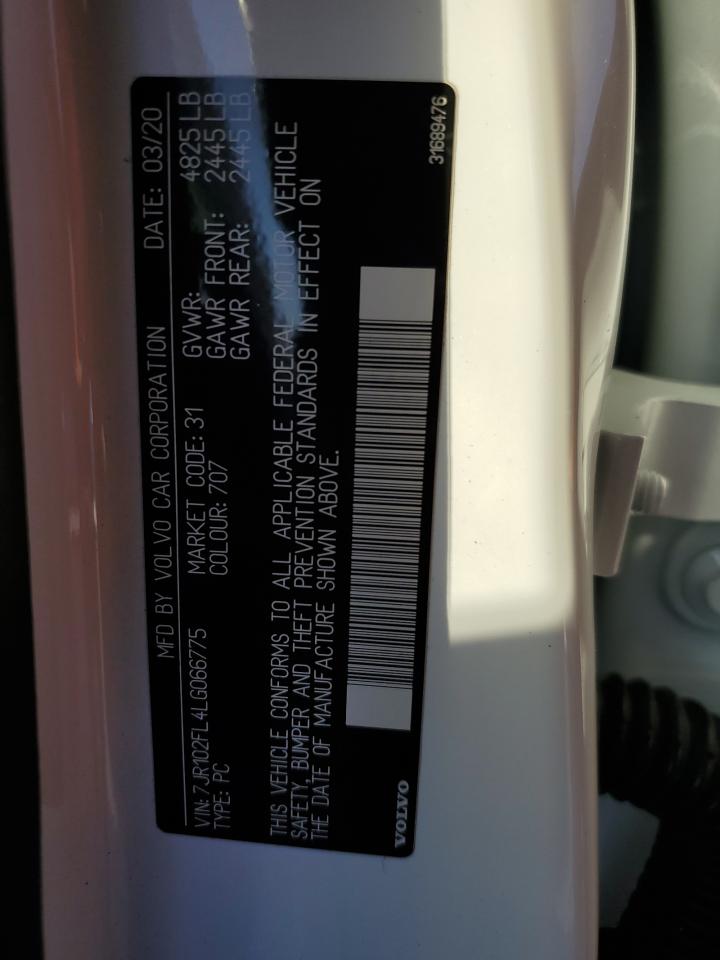 MFD BY VOLVO CAR CORPORATION DATE: 03/20
VIN: 7JR102FL4LG066775 MARKET CODE: 31 GVWR: 4825 LB
TYPE: PC COLOUR: 707 GAWR FRONT: 2445 LB
GAWR REAR: 2445 LB
THIS VEHICLE CONFORMS TO ALL APPLICABLE FEDERAL MOTOR VEHICLE
SAFETY, BUMPER AND THEFT PREVENTION STANDARDS IN EFFECT ON
THE DATE OF MANUFACTURE SHOWN ABOVE.
VOLVO 31689476